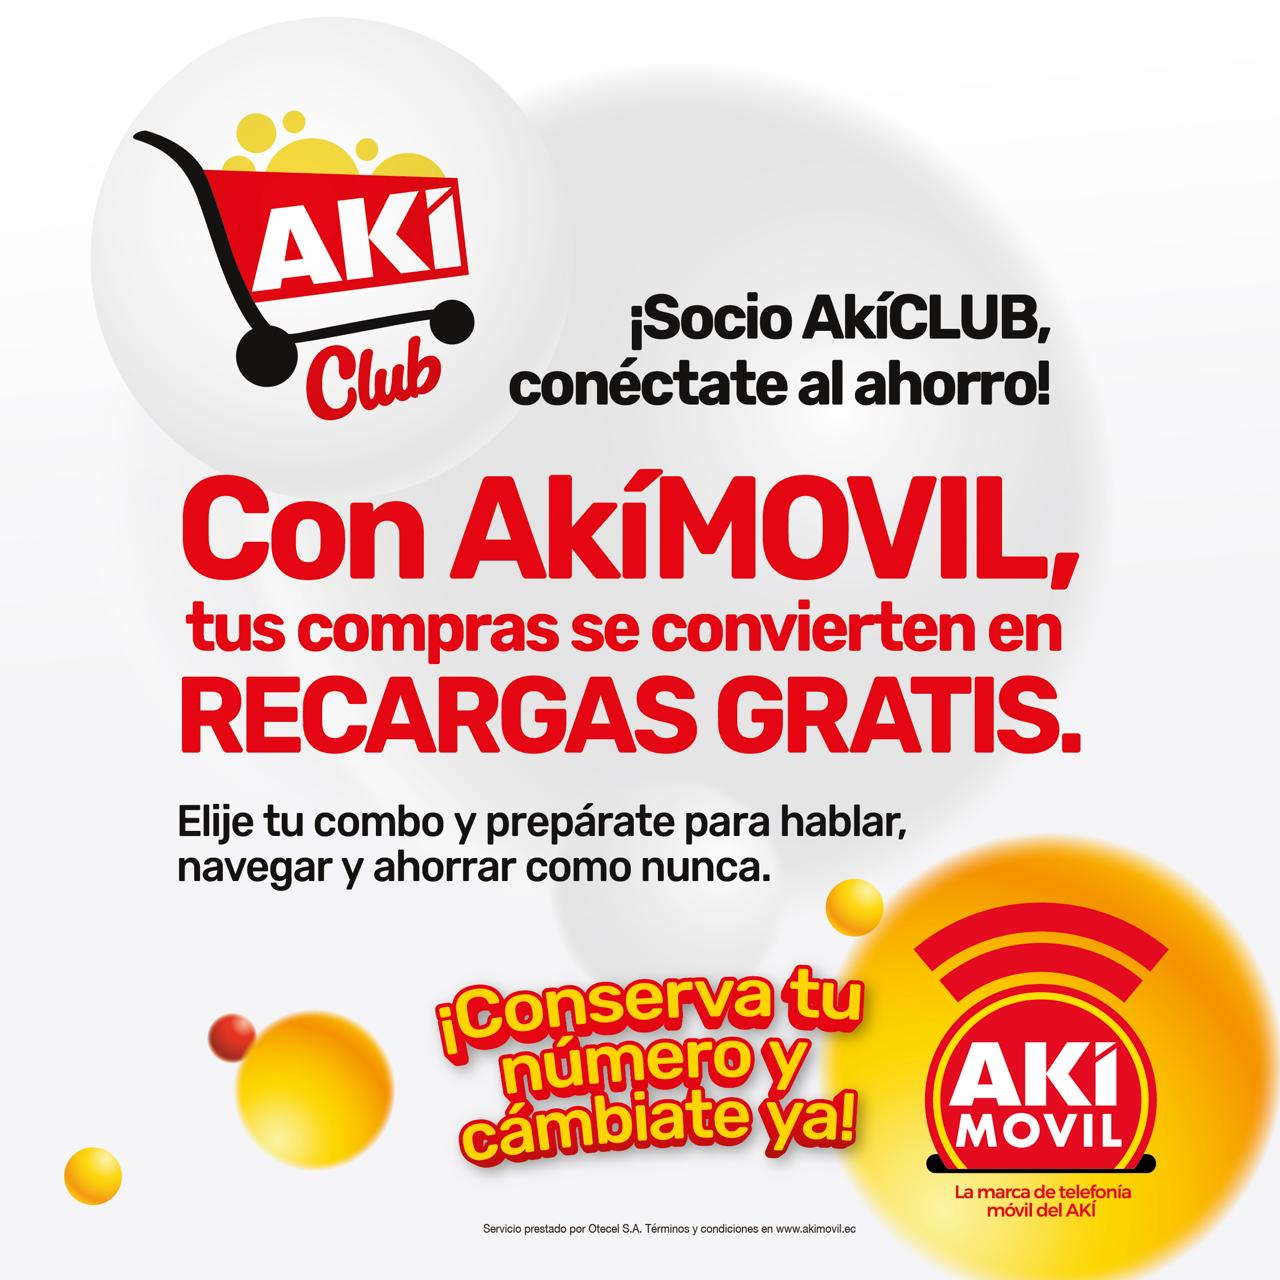 AKÍ
Club
¡Socio AkíCLUB,
conéctate al ahorro!
Con AkíMOVIL,
tus compras se convierten en
RECARGAS GRATIS.
Elije tu combo y prepárate para hablar,
navegar y ahorrar como nunca.
¡Conserva tu
número y
cámbiate ya!
AKÍ
MOVIL
La marca de telefonía
móvil del AKÍ
Servicio prestado por Otecel S.A. Términos y condiciones en www.akimovil.ec